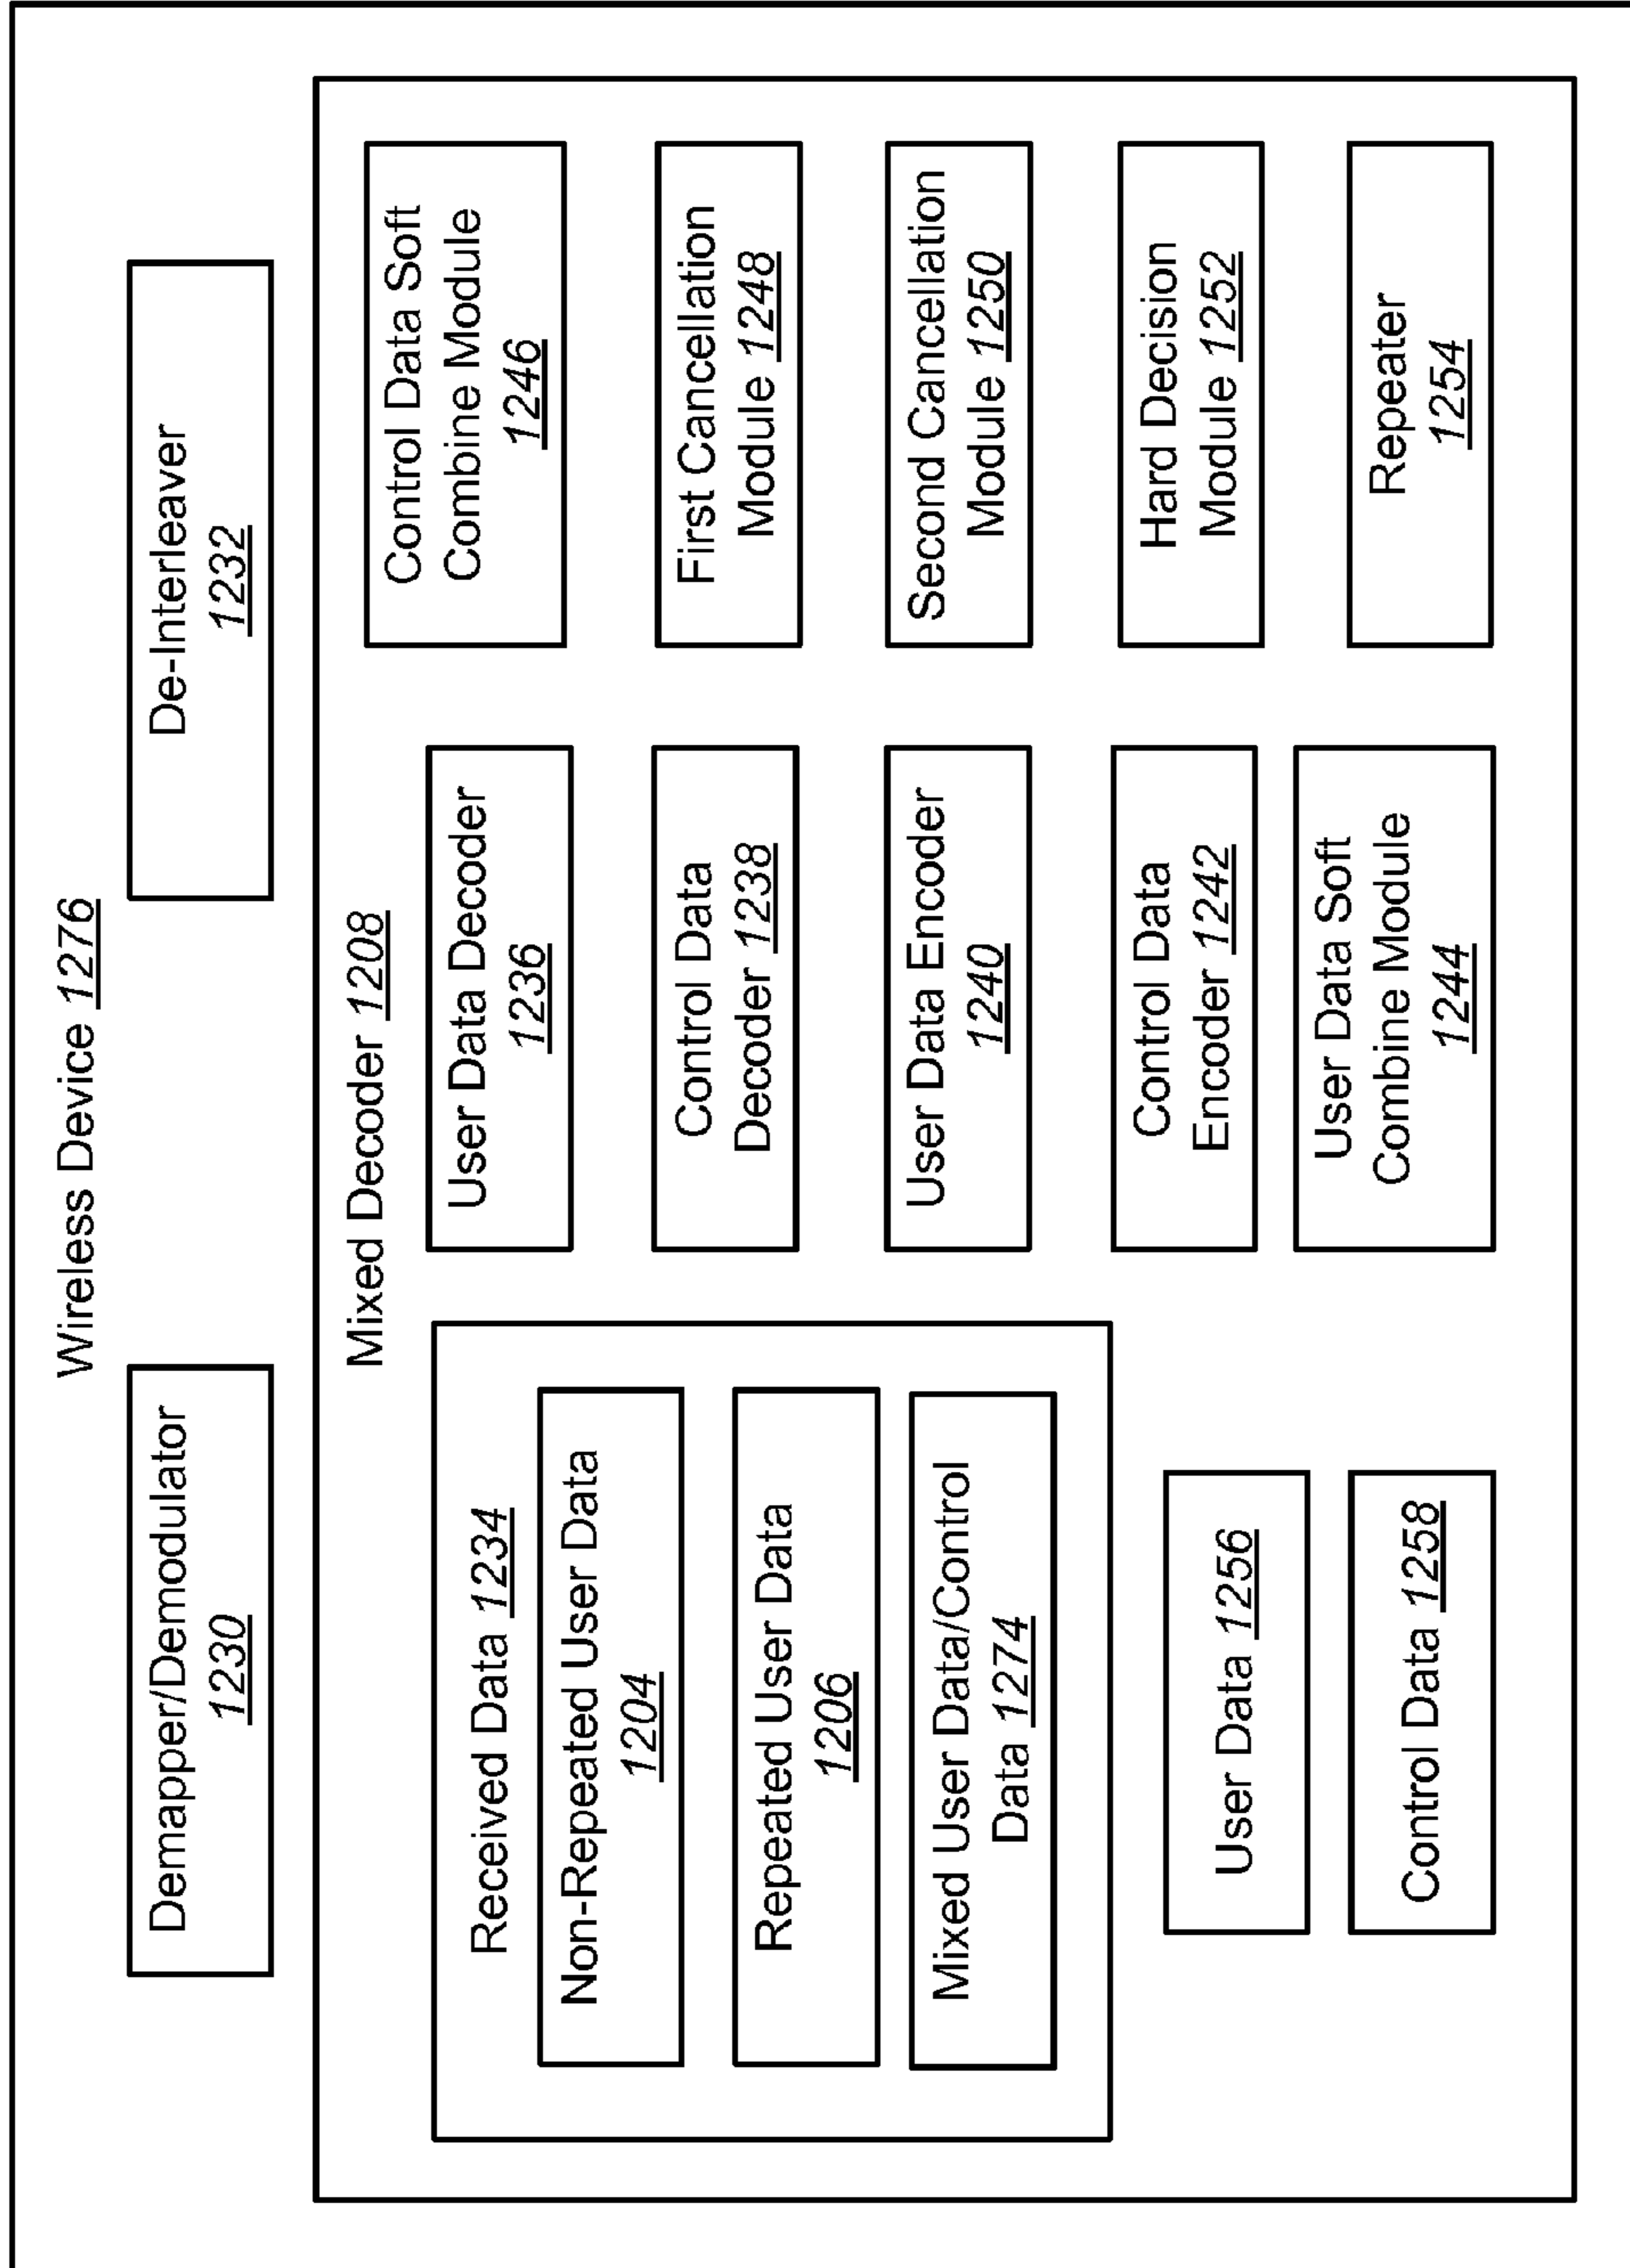 Wireless Device 1276
Demapper/Demodulator
1230
De-Interleaver
1232
Mixed Decoder 1208
Received Data 1234
Non-Repeated User Data
1204
Repeated User Data
1206
Mixed User Data/Control
Data 1274
User Data 1256
Control Data 1258
User Data Decoder
1236
Control Data
Decoder 1238
User Data Encoder
1240
Control Data
Encoder 1242
User Data Soft
Combine Module
1244
Control Data Soft
Combine Module
1246
First Cancellation
Module 1248
Second Cancellation
Module 1250
Hard Decision
Module 1252
Repeater
1254